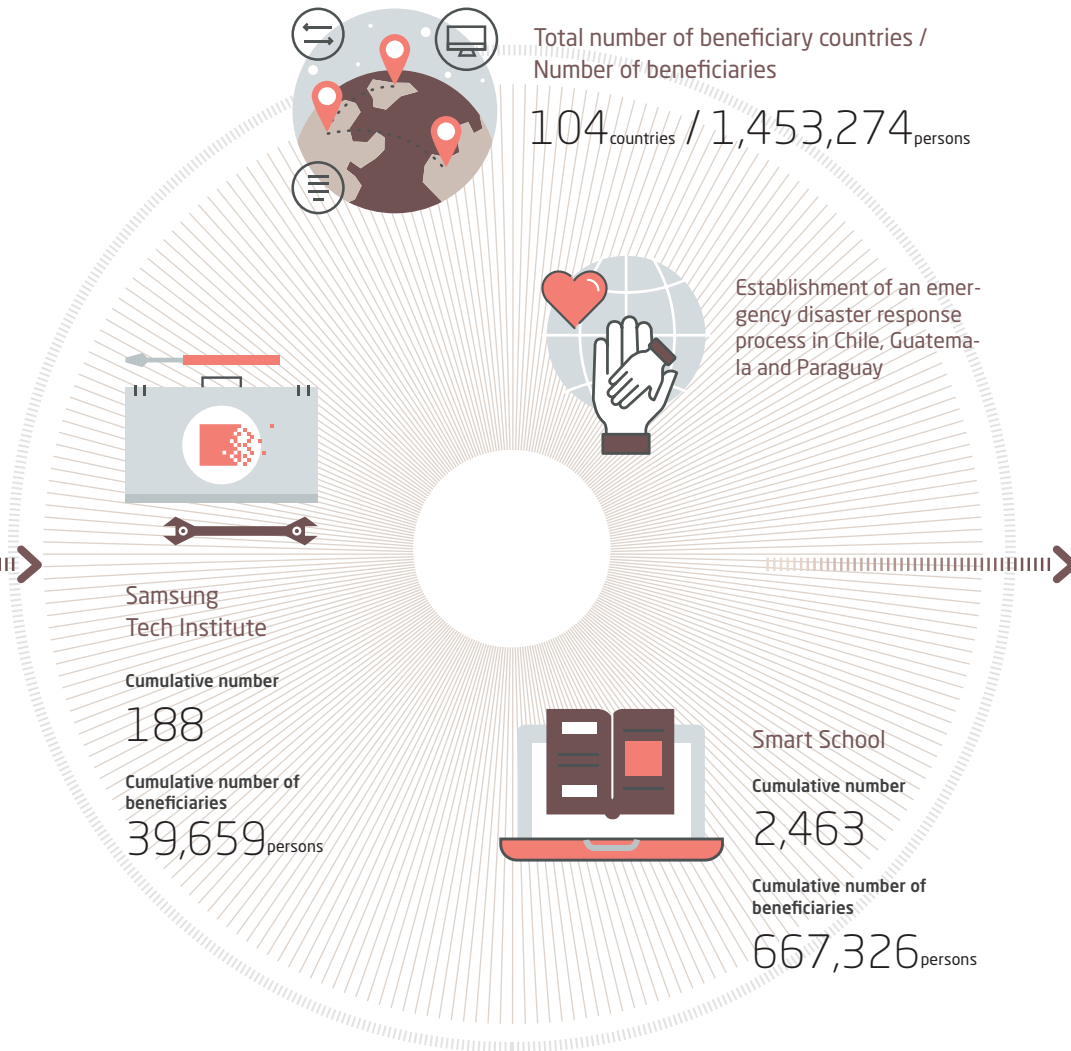 Total number of beneficiary countries /
Number of beneficiaries
104countries / 1,453,274persons
Establishment of an emer-
gency disaster response
process in Chile, Guatema-
la and Paraguay
Samsung
Tech Institute
Cumulative number
188
Cumulative number of
beneficiaries
39,659persons
Smart School
Cumulative number
2,463
Cumulative number of
beneficiaries
667,326persons